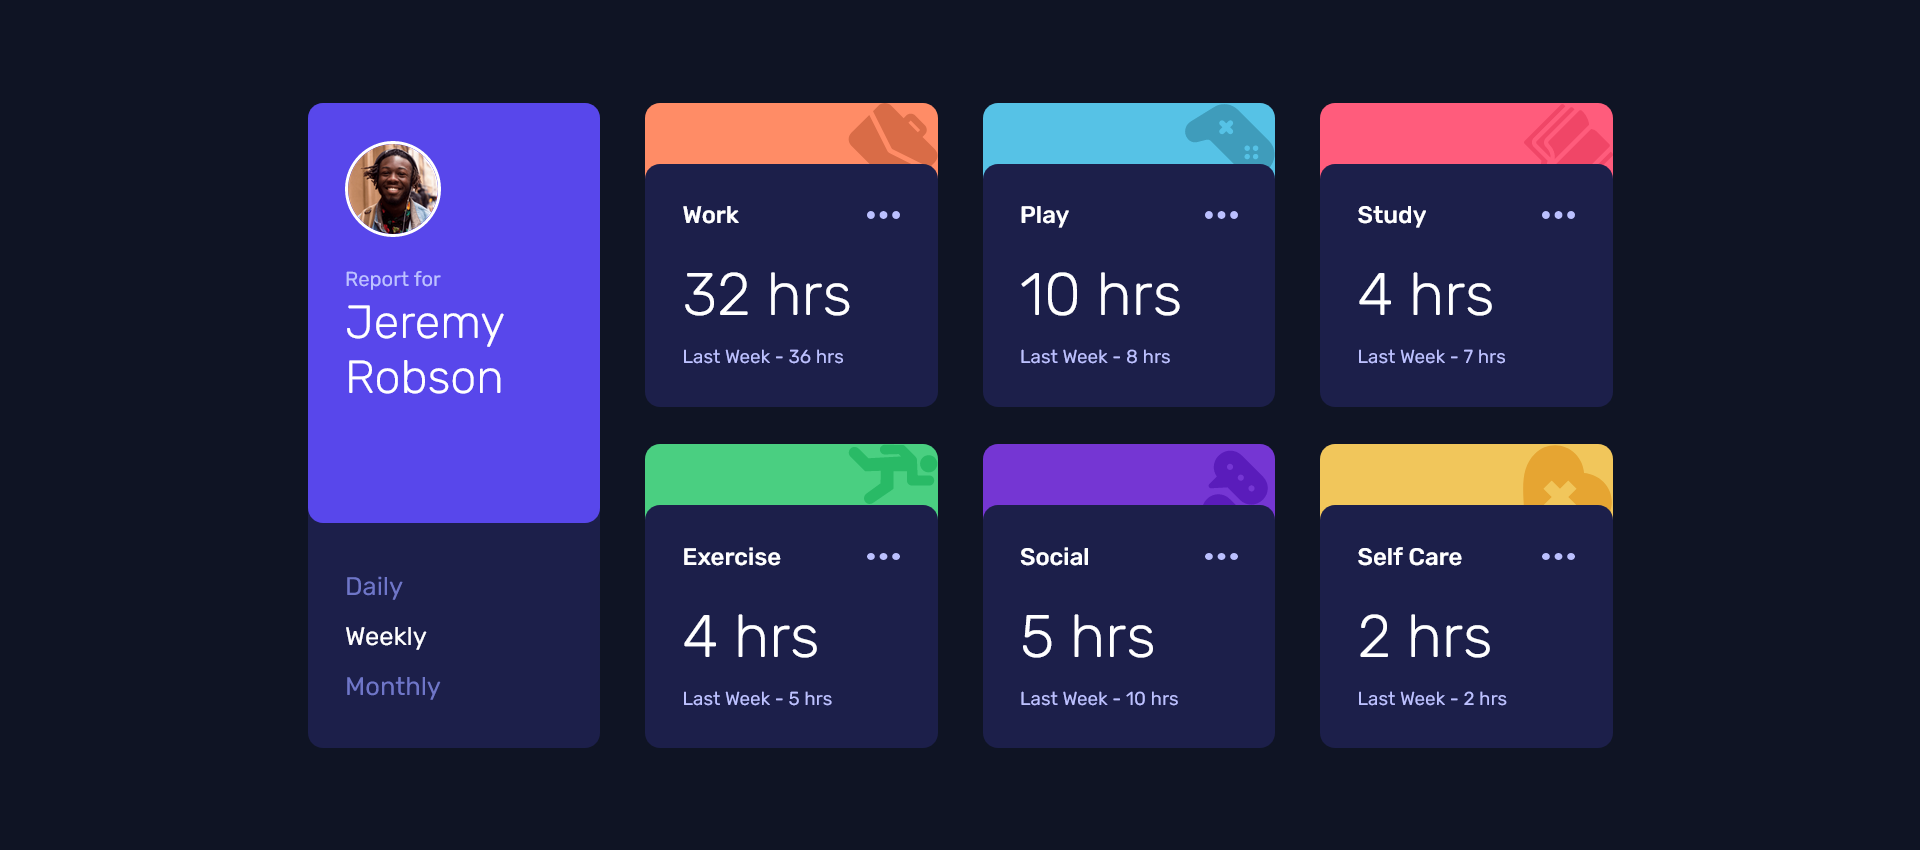 Report for
Jeremy
Robson
Daily
Weekly
Monthly
Work
32 hrs
Last Week - 36 hrs
Play
10 hrs
Last Week - 8 hrs
Study
4 hrs
Last Week - 7 hrs
Exercise
4 hrs
Last Week - 5 hrs
Social
5 hrs
Last Week - 10 hrs
Self Care
2 hrs
Last Week - 2 hrs